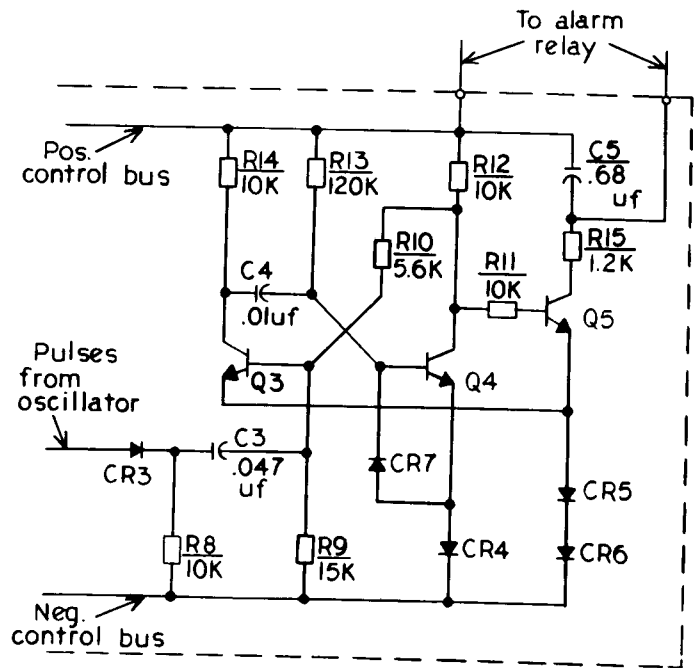 To alarm
relay
Pos.
control bus
R14
10K
R13
120K
R12
10K
C5
.68
uf
R10
5.6K
R11
10K
R15
1.2K
C4
.01uf
Q3
Q4
Q5
Pulses
from
oscillator
CR3
C3
.047
uf
CR7
CR5
R8
10K
R9
15K
CR4
CR6
Neg.
control bus